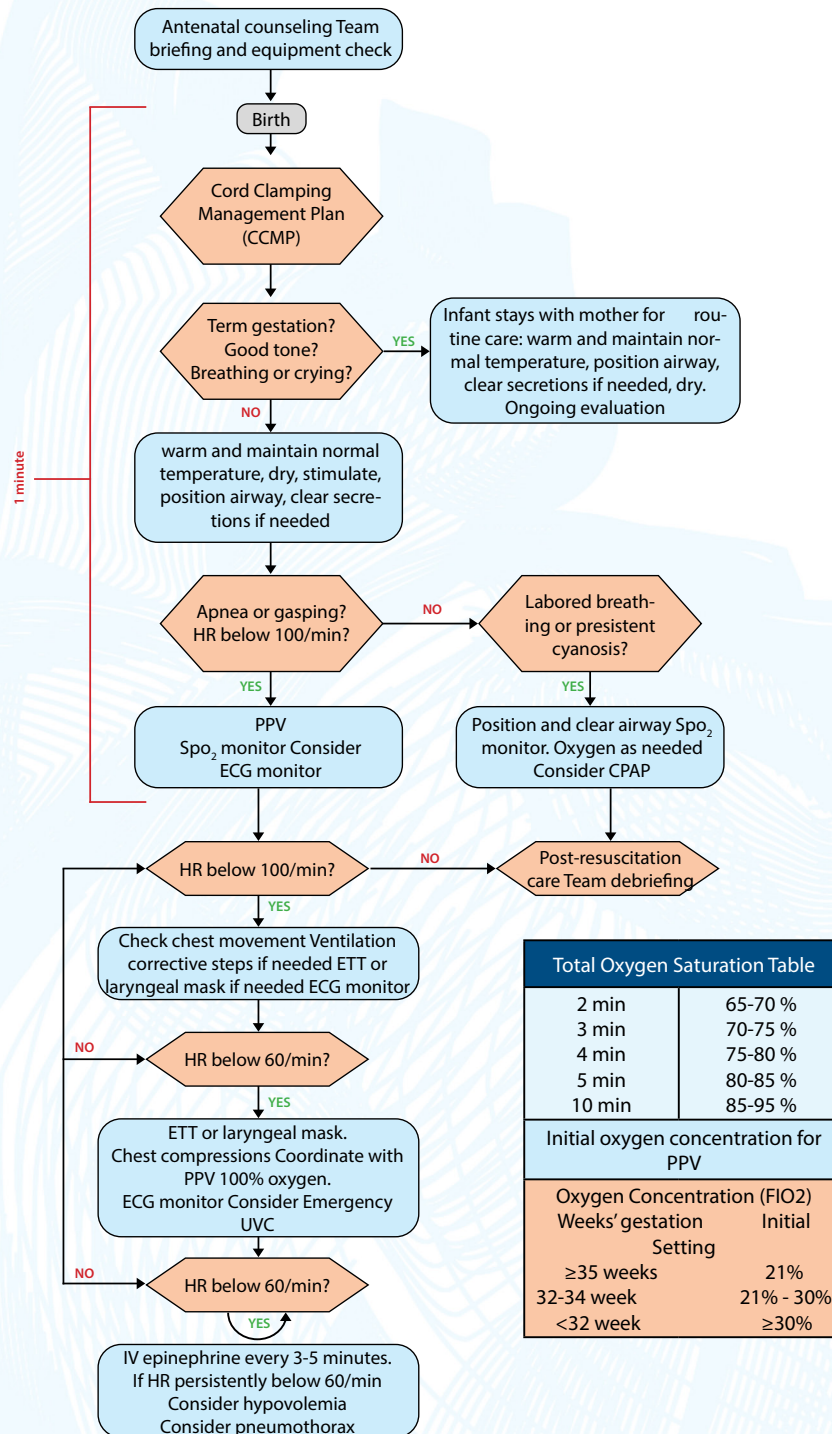 Antenatal counseling Team
briefing and equipment check
Birth
Cord Clamping
Management Plan
(CCMP)
Term gestation?
Good tone?
Breathing or crying?
YES
Infant stays with mother for rou-
tine care: warm and maintain nor-
mal temperature, position airway,
clear secretions if needed, dry.
Ongoing evaluation
NO
warm and maintain normal
temperature, dry, stimulate,
position airway, clear secre-
tions if needed
1 minute
Apnea or gasping?
HR below 100/min?
NO
Labored breath-
ing or presistent
cyanosis?
YES
YES
PPV
Spo2 monitor Consider
ECG monitor
Position and clear airway Spo2
monitor. Oxygen as needed
Consider CPAP
HR below 100/min?
NO
Post-resuscitation
care Team debriefing
YES
Check chest movement Ventilation
corrective steps if needed ETT or
laryngeal mask if needed ECG monitor
NO
HR below 60/min?
YES
ETT or laryngeal mask.
Chest compressions Coordinate with
PPV 100% oxygen.
ECG monitor Consider Emergency
UVC
NO
HR below 60/min?
YES
IV epinephrine every 3-5 minutes.
If HR persistently below 60/min
Consider hypovolemia
Consider pneumothorax
Total Oxygen Saturation Table
2 min 65-70 %
3 min 70-75 %
4 min 75-80 %
5 min 80-85 %
10 min 85-95 %
Initial oxygen concentration for
PPV
Oxygen Concentration (FIO2)
Weeks' gestation Initial
Setting
≥35 weeks 21%
32-34 week 21% - 30%
<32 week ≥30%